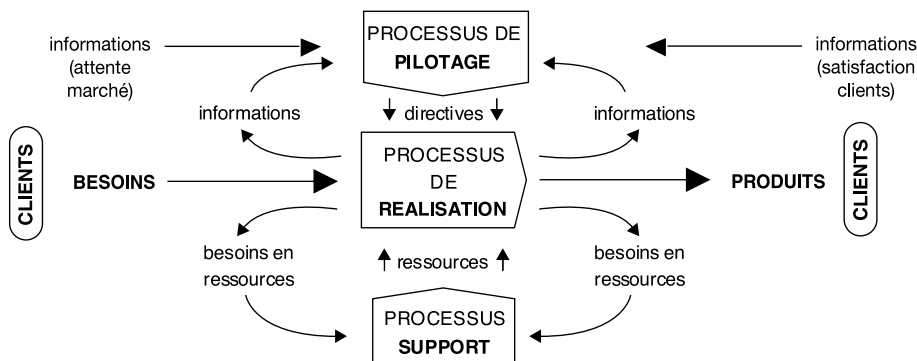 informations
(attente
marché)
PROCESSUS DE
PILOTAGE
informations
(satisfaction
clients)
informations
directives
informations
CLIENTS
BESOINS
PROCESSUS
DE
REALISATION
PRODUITS
CLIENTS
besoins en
ressources
ressources
besoins en
ressources
PROCESSUS
SUPPORT